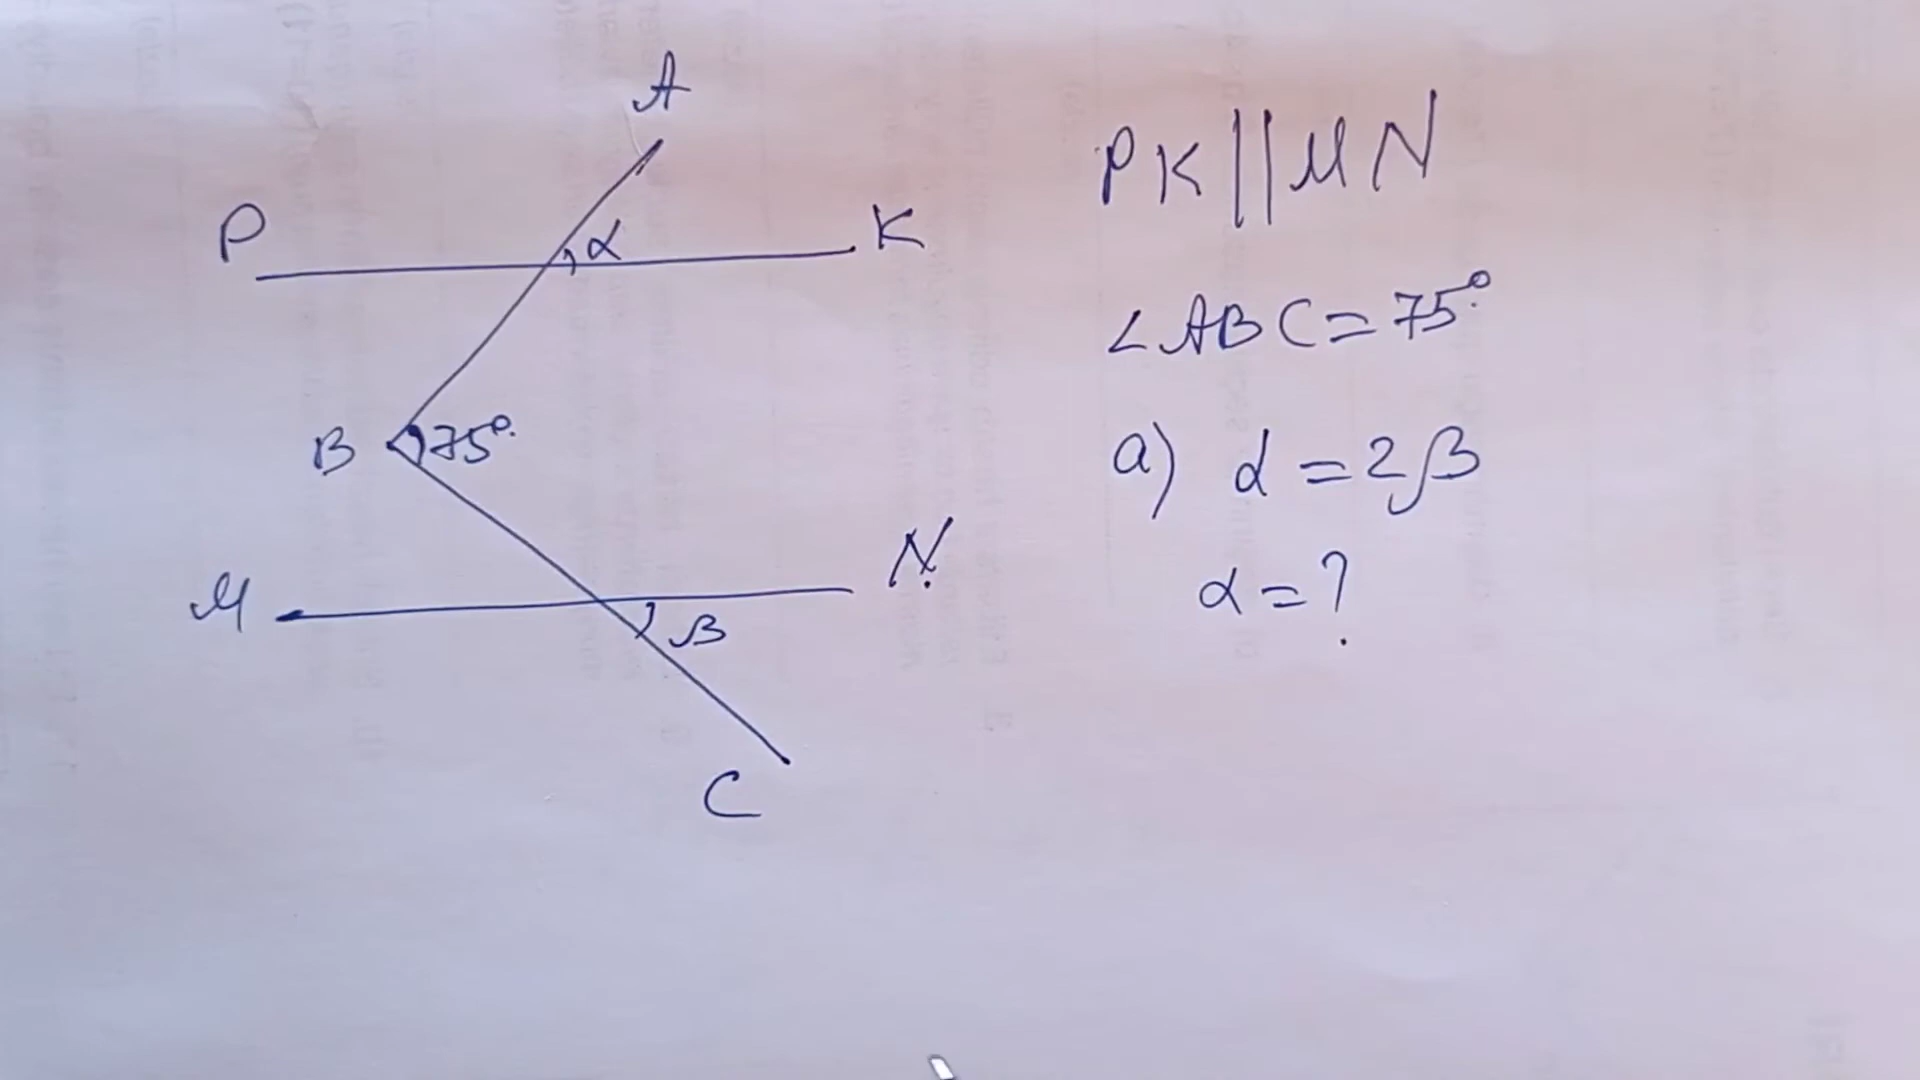 A
P
α
K
B 75°
M
N
β
C
PK || MN
∠ABC = 75°
a) α = 2β
α = ?